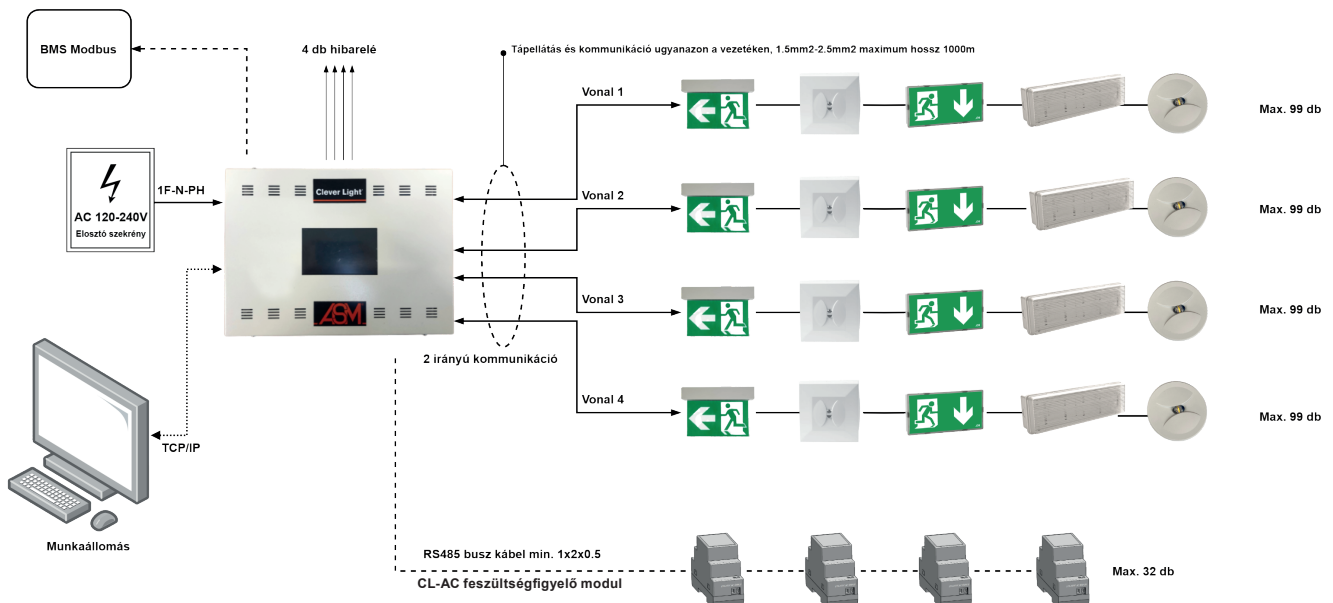 BMS Modbus
4 db hibarelé
Tápellátás és kommunikáció ugyanazon a vezetéken, 1.5mm2-2.5mm2 maximum hossz 1000m
Vonal 1
Max. 99 db
1F-N-PH
AC 120-240V
Elosztó szekrény
Clever Light
ASM
Vonal 2
Max. 99 db
Vonal 3
Max. 99 db
2 irányú kommunikáció
Vonal 4
Max. 99 db
TCP/IP
Munkaállomás
RS485 busz kábel min. 1x2x0.5
CL-AC feszültségfigyelő modul
Max. 32 db